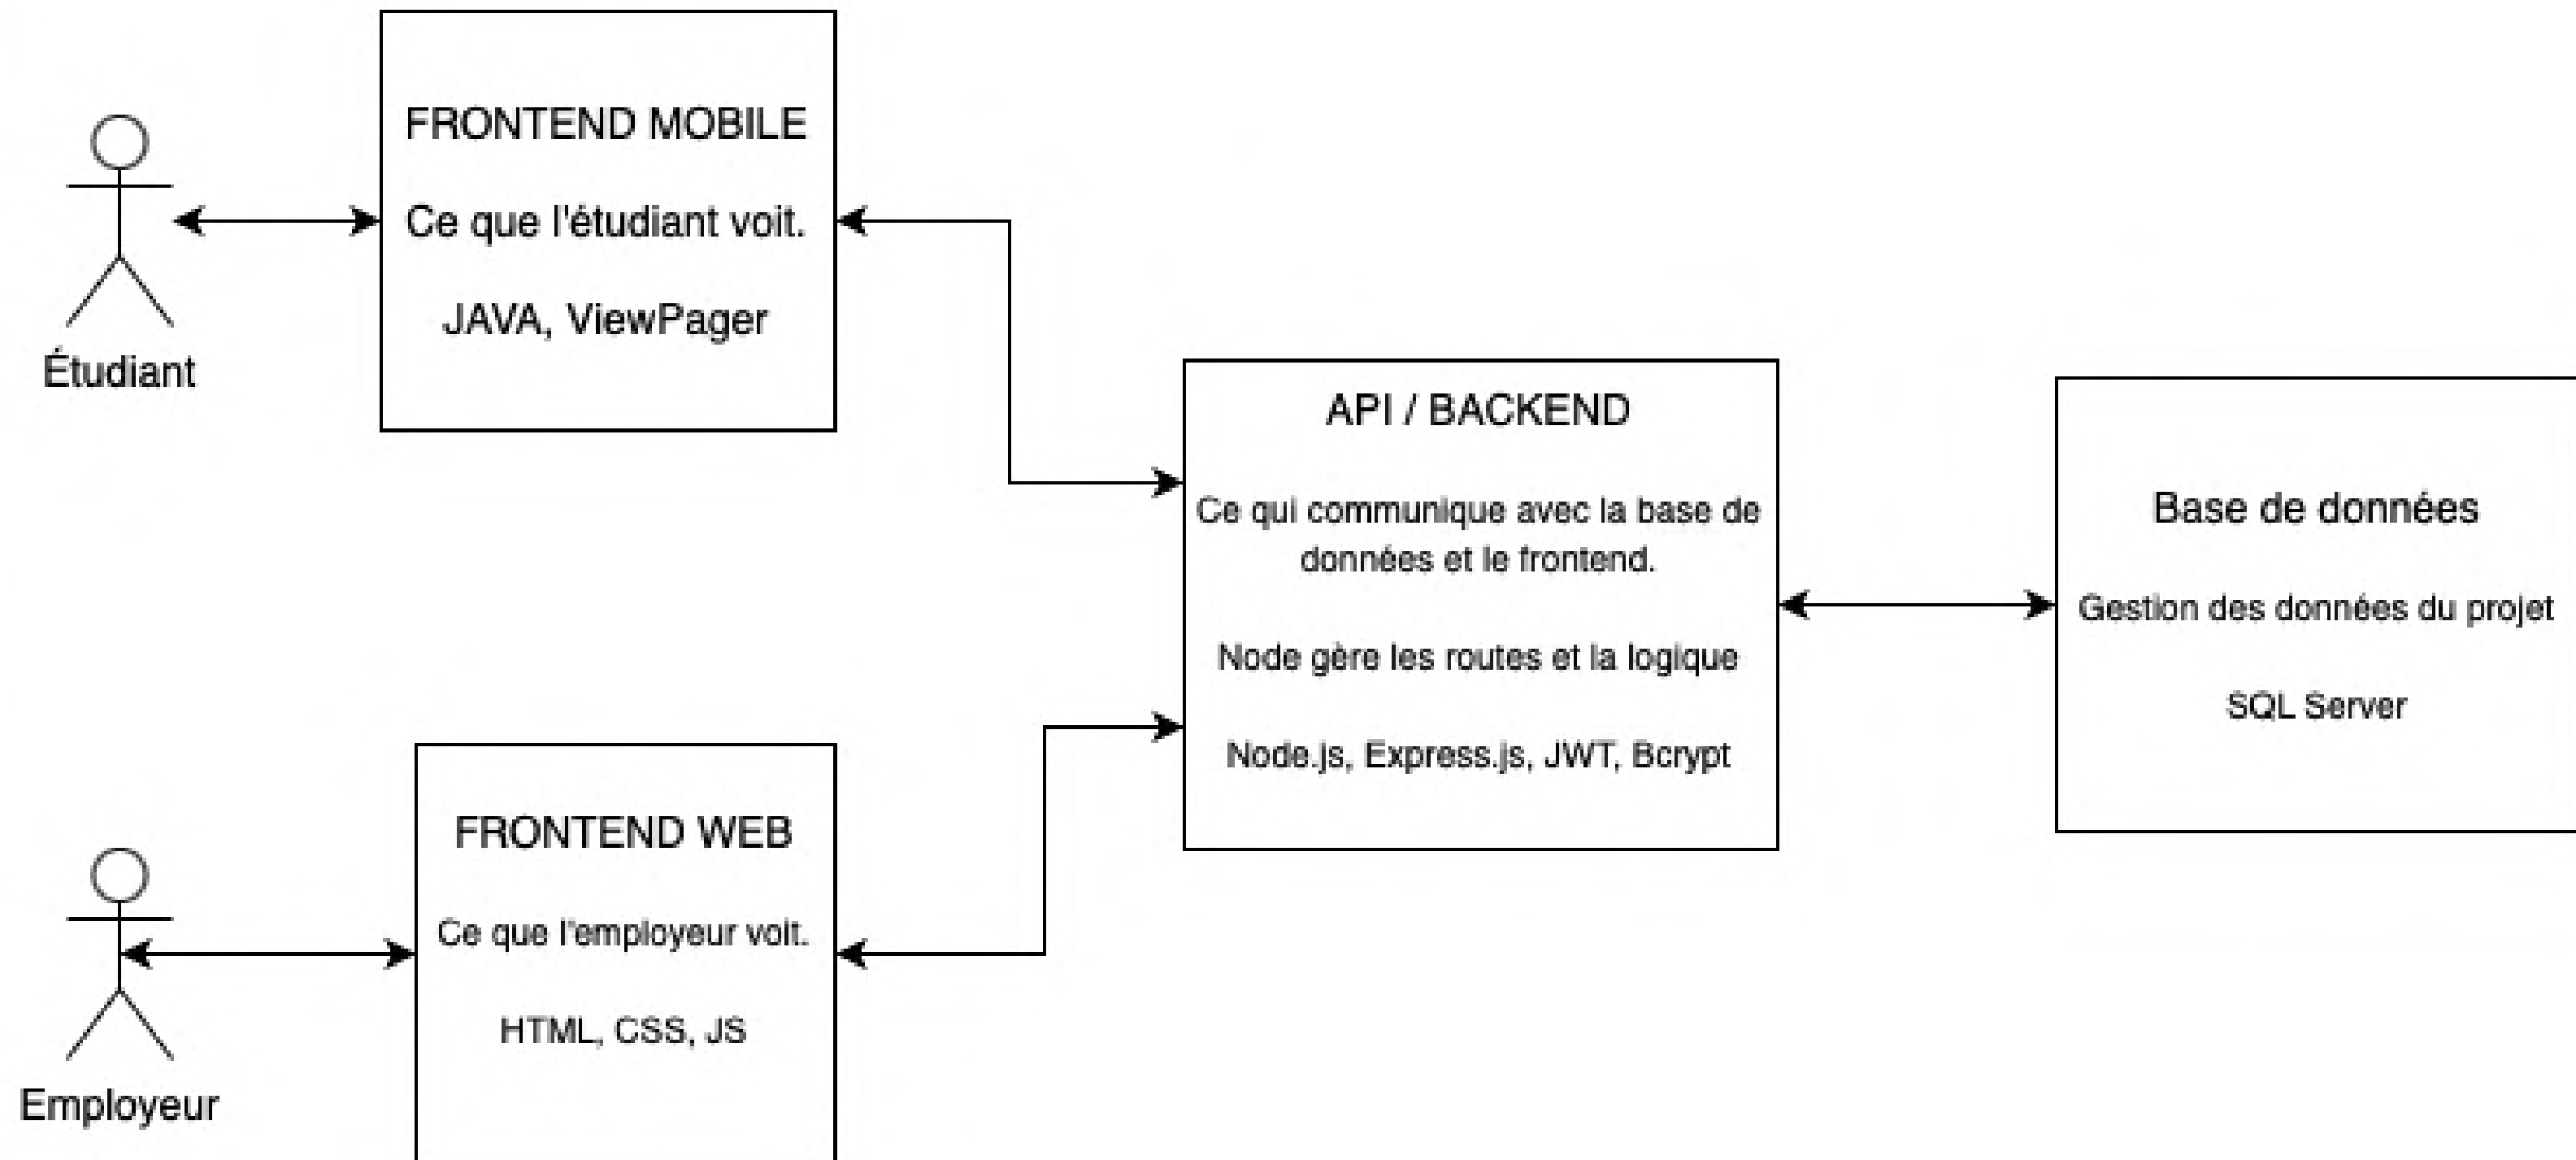 FRONTEND MOBILE
Ce que l'étudiant voit.
JAVA, ViewPager
Étudiant
API / BACKEND
Ce qui communique avec la base de
données et le frontend.
Node gère les routes et la logique
Node.js, Express.js, JWT, Bcrypt
Base de données
Gestion des données du projet
SQL Server
FRONTEND WEB
Ce que l'employeur voit.
HTML, CSS, JS
Employeur